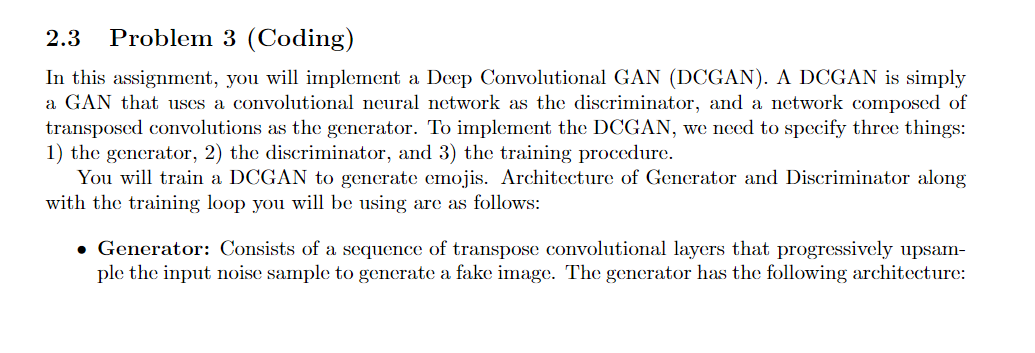 2.3 Problem 3 (Coding)
In this assignment, you will implement a Deep Convolutional GAN (DCGAN). A DCGAN is simply
a GAN that uses a convolutional neural network as the discriminator, and a network composed of
transposed convolutions as the generator. To implement the DCGAN, we need to specify three things:
1) the generator, 2) the discriminator, and 3) the training procedure.
You will train a DCGAN to generate emojis. Architecture of Generator and Discriminator along
with the training loop you will be using are as follows:
• Generator: Consists of a sequence of transpose convolutional layers that progressively upsam-
ple the input noise sample to generate a fake image. The generator has the following architecture: